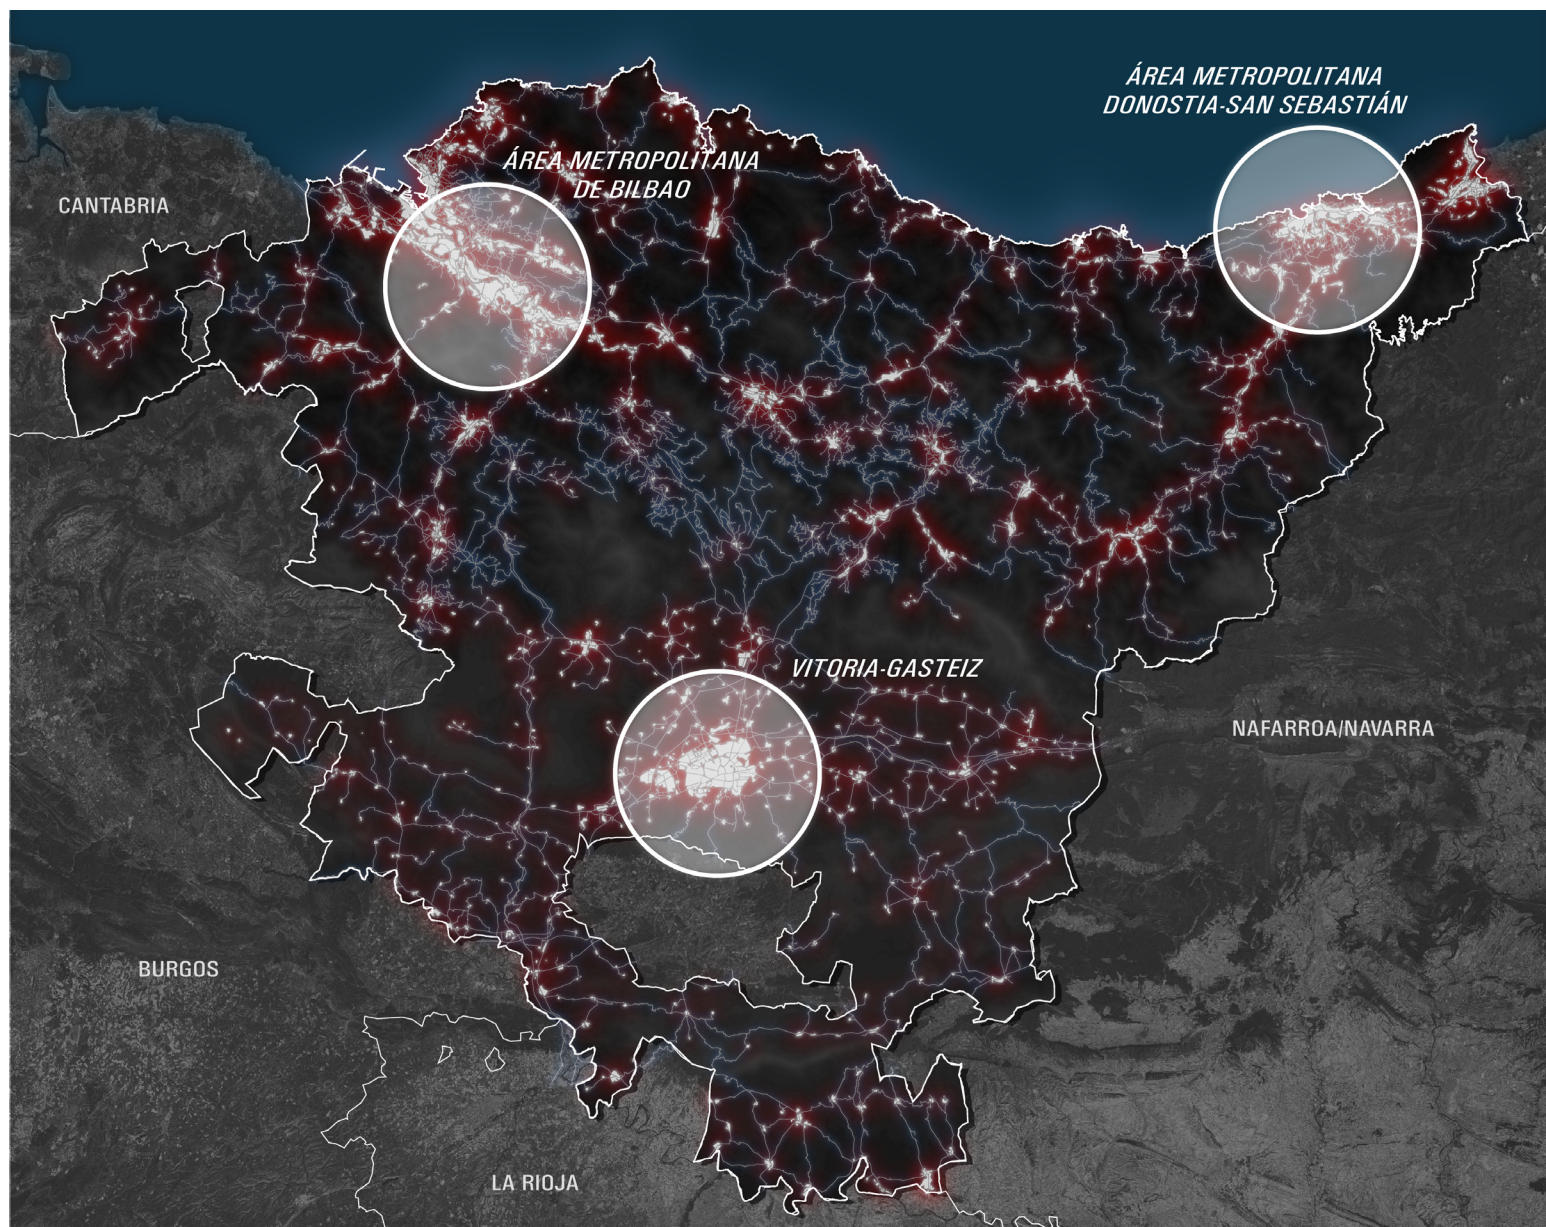 ÁREA METROPOLITANA
DONOSTIA-SAN SEBASTIÁN
ÁREA METROPOLITANA
DE BILBAO
CANTABRIA
VITORIA-GASTEIZ
NAFARROA/NAVARRA
BURGOS
LA RIOJA